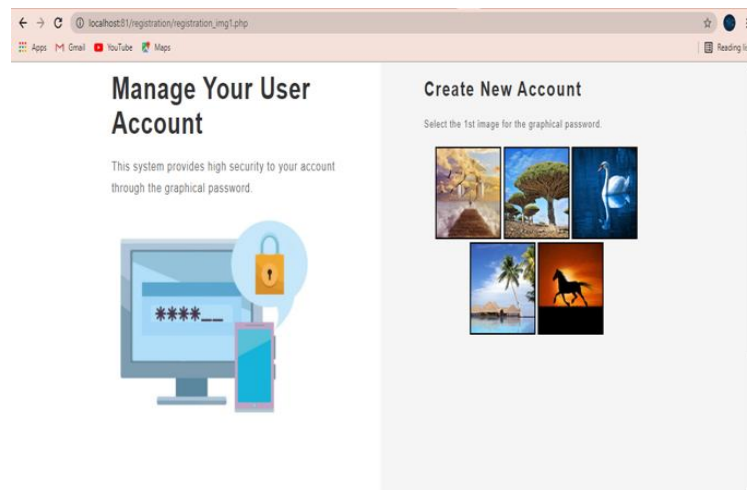 localhost:81/registration/registration_img1.php
Apps Gmail YouTube Maps Reading lis
Manage Your User
Account
This system provides high security to your account
through the graphical password.
****__
Create New Account
Select the 1st image for the graphical password.